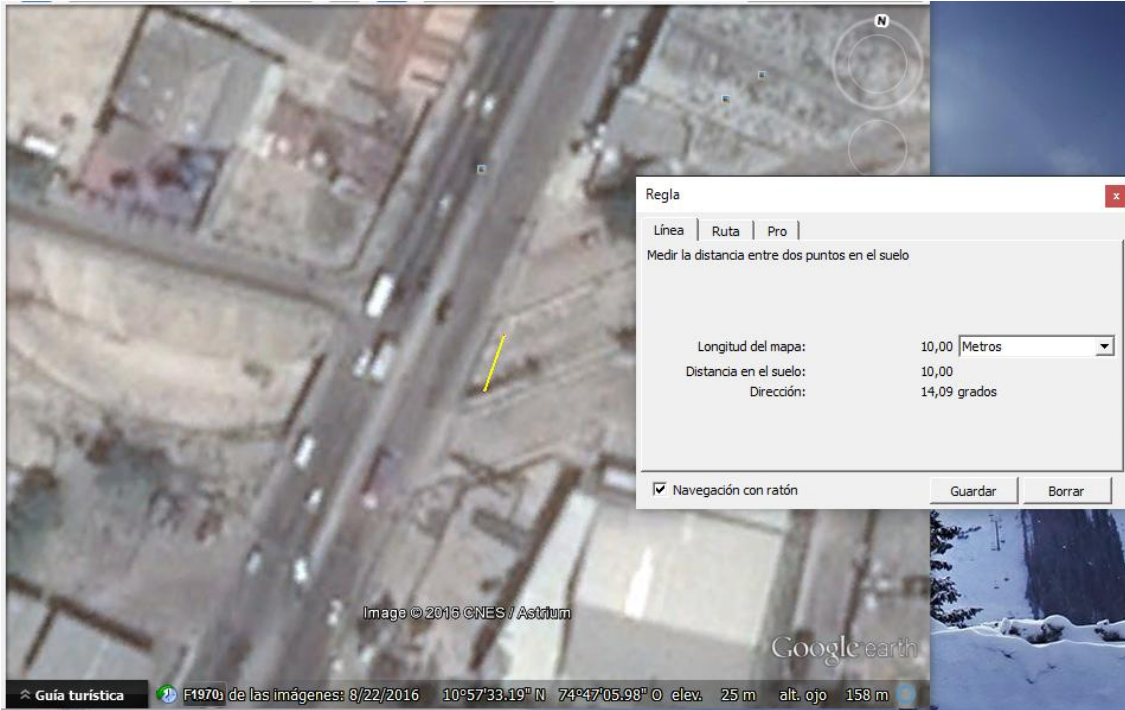 N
Regla
x
Línea Ruta Pro
Medir la distancia entre dos puntos en el suelo
Longitud del mapa: 10,00 Metros
Distancia en el suelo: 10,00
Dirección: 14,09 grados
Navegación con ratón Guardar Borrar
Image © 2016 CNES / Astrium
Google earth
Guía turística 1970 de las imágenes: 8/22/2016 10°57'33.19" N 74°47'05.98" O elev. 25 m alt. ojo 158 m